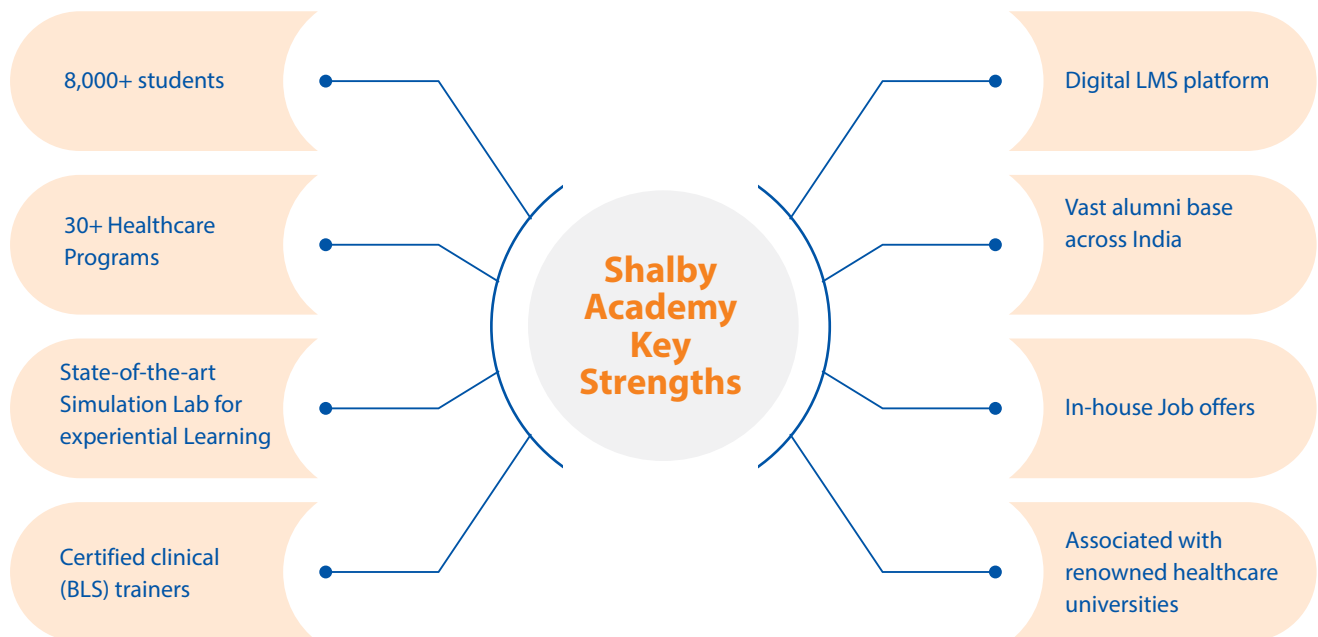 8,000+ students
30+ Healthcare
Programs
State-of-the-art
Simulation Lab for
experiential Learning
Certified clinical
(BLS) trainers
Shalby
Academy
Key
Strengths
Digital LMS platform
Vast alumni base
across India
In-house Job offers
Associated with
renowned healthcare
universities